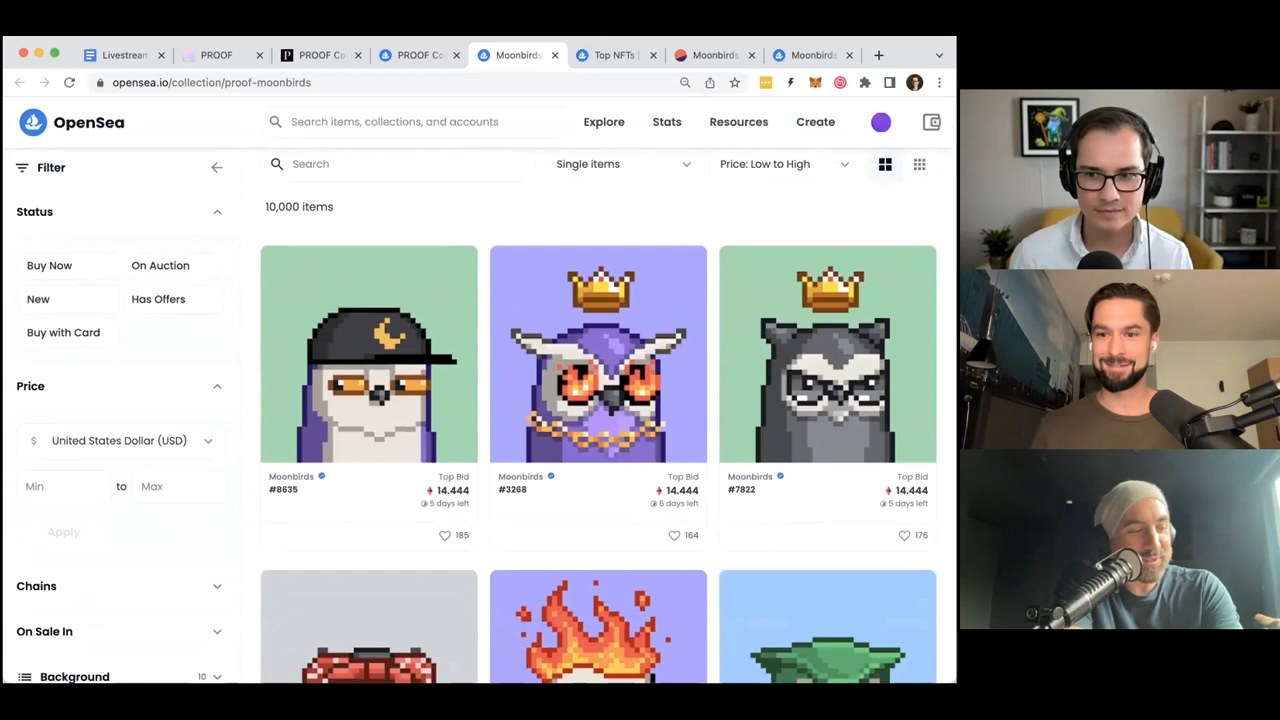 Livestream
PROOF
PROOF Co
PROOF Co
Moonbirds
Top NFTs
Moonbirds
Moonbirds
opensea.io/collection/proof-moonbirds
OpenSea
Search items, collections, and accounts
Explore
Stats
Resources
Create
Filter
Search
Single items
Price: Low to High
Status
10,000 items
Buy Now
On Auction
New
Has Offers
Buy with Card
Price
$ United States Dollar (USD)
Min
to
Max
Apply
Chains
On Sale In
Background
10
Moonbirds
Top Bid
#8635
14.444
5 days left
185
Moonbirds
Top Bid
#3268
14.444
6 days left
164
Moonbirds
Top Bid
#7822
14.444
5 days left
176